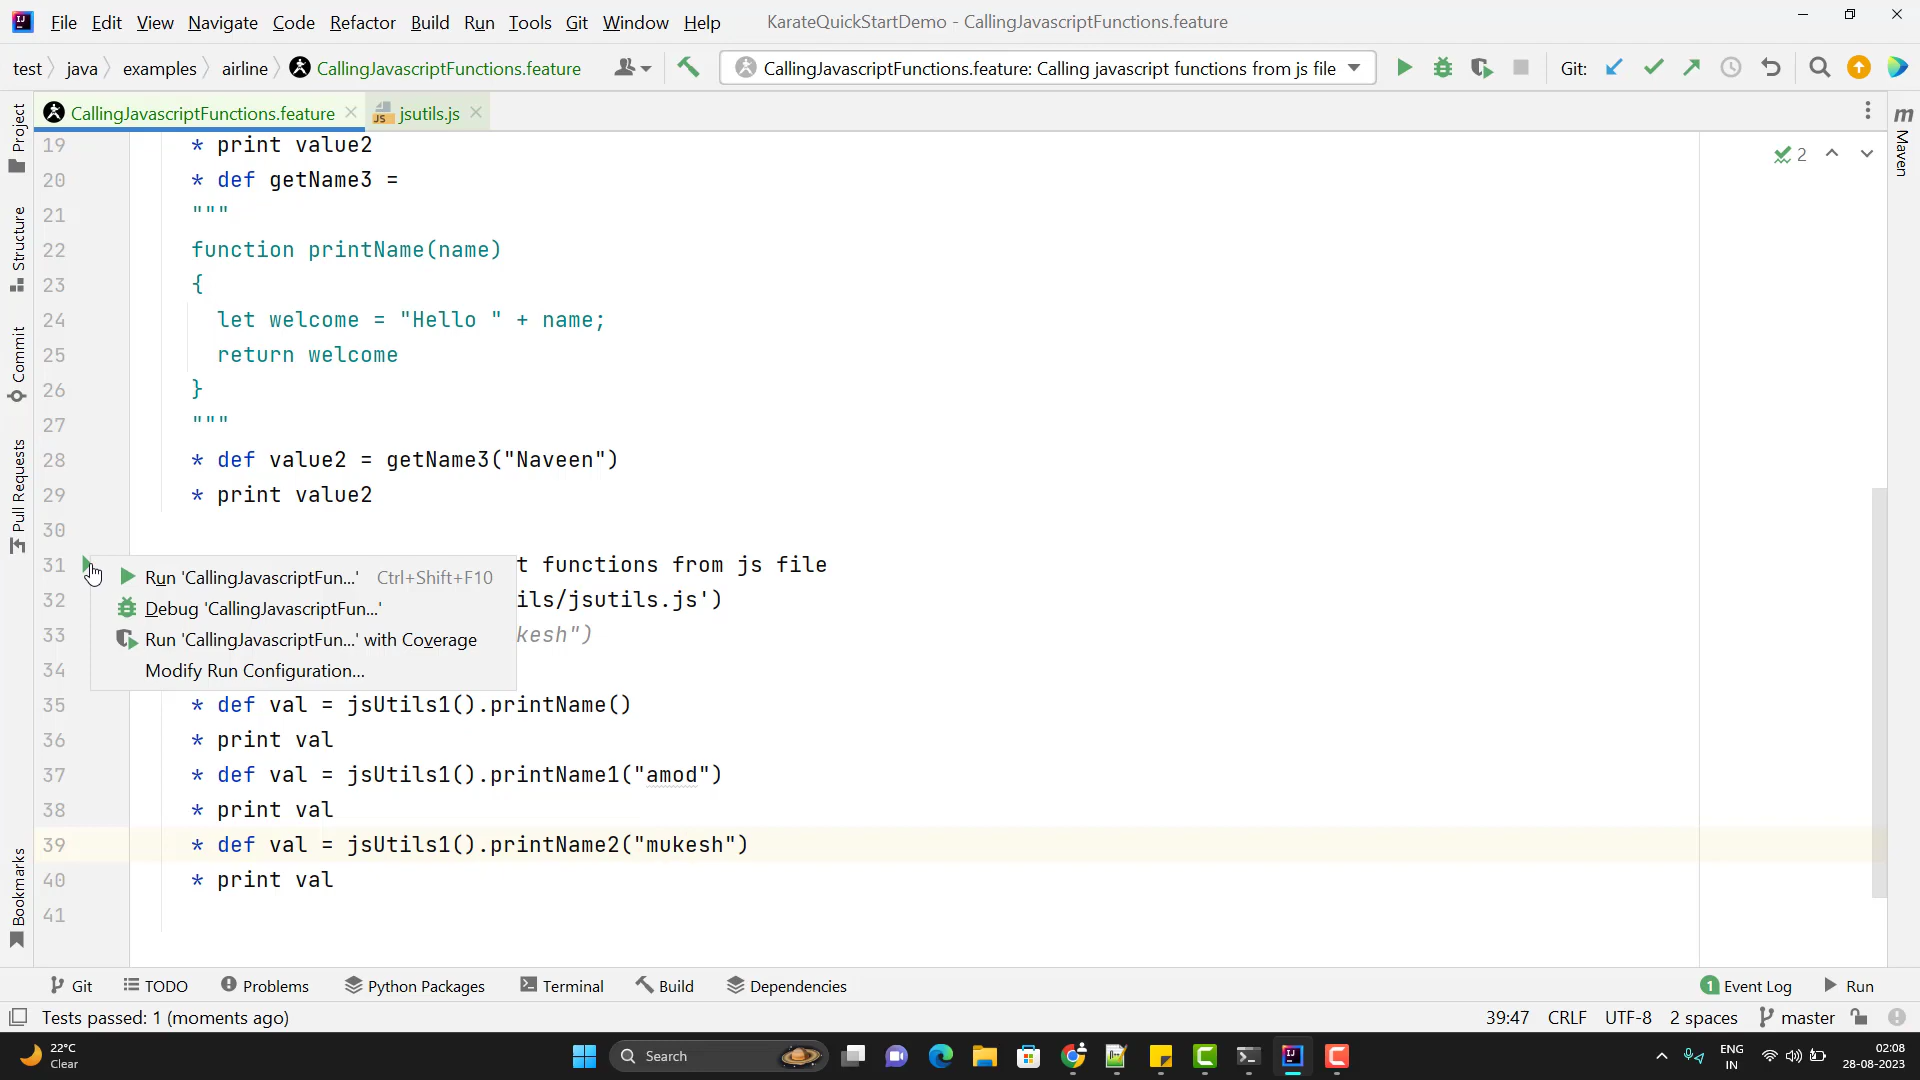 File Edit View Navigate Code Refactor Build Run Tools Git Window Help KarateQuickStartDemo - CallingJavascriptFunctions.feature
test java examples airline CallingJavascriptFunctions.feature CallingJavascriptFunctions.feature: Calling javascript functions from js file Git:
CallingJavascriptFunctions.feature JS jsutils.js
Project
Structure
Commit
Pull Requests
Bookmarks
m Maven
2
19 * print value2
20 * def getName3 =
21 """
22 function printName(name)
23 {
24 let welcome = "Hello " + name;
25 return welcome
26 }
27 """
28 * def value2 = getName3("Naveen")
29 * print value2
30
31 t functions from js file
32 ils/jsutils.js')
33 kesh")
34
Run 'CallingJavascriptFun...' Ctrl+Shift+F10
Debug 'CallingJavascriptFun...'
Run 'CallingJavascriptFun...' with Coverage
Modify Run Configuration...
35 * def val = jsUtils1().printName()
36 * print val
37 * def val = jsUtils1().printName1("amod")
38 * print val
39 * def val = jsUtils1().printName2("mukesh")
40 * print val
41
Git TODO Problems Python Packages Terminal Build Dependencies 1 Event Log Run
Tests passed: 1 (moments ago) 39:47 CRLF UTF-8 2 spaces master
22°C
Clear
Search
ENG
IN
02:08
28-08-2023